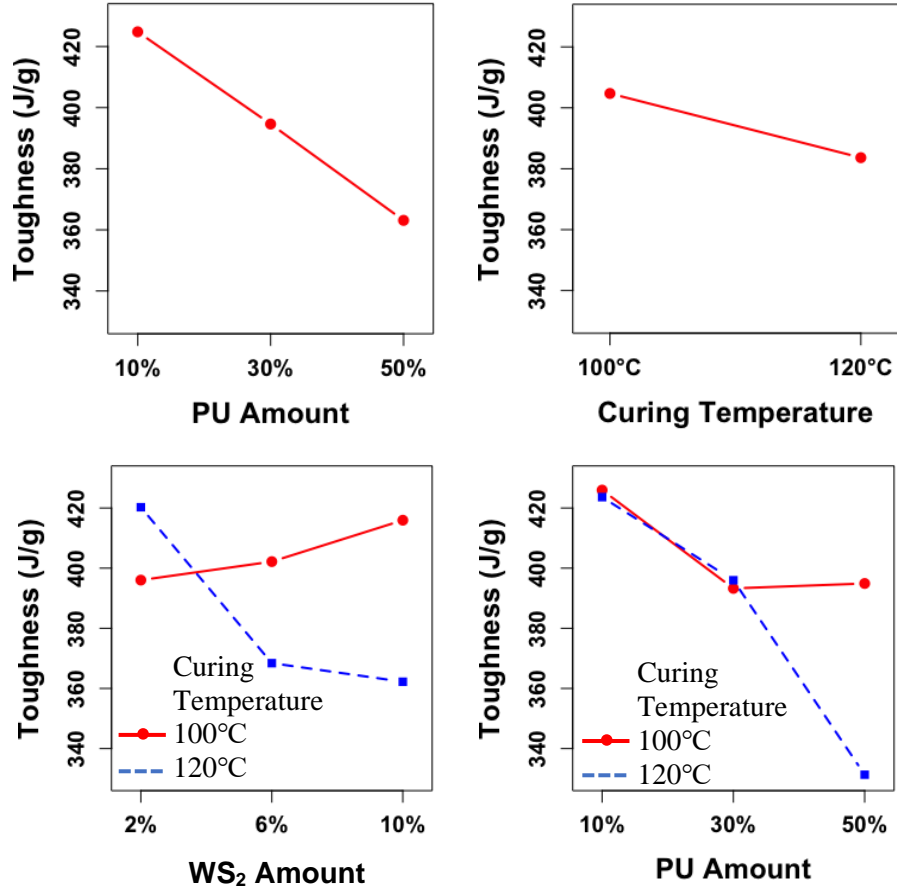 Toughness (J/g)
420
400
380
360
340
10%
30%
50%
PU Amount
Toughness (J/g)
420
400
380
360
340
100°C
120°C
Curing Temperature
Toughness (J/g)
420
400
380
360
340
Curing
Temperature
100°C
120°C
2%
6%
10%
WS₂ Amount
Toughness (J/g)
420
400
380
360
340
Curing
Temperature
100°C
120°C
10%
30%
50%
PU Amount